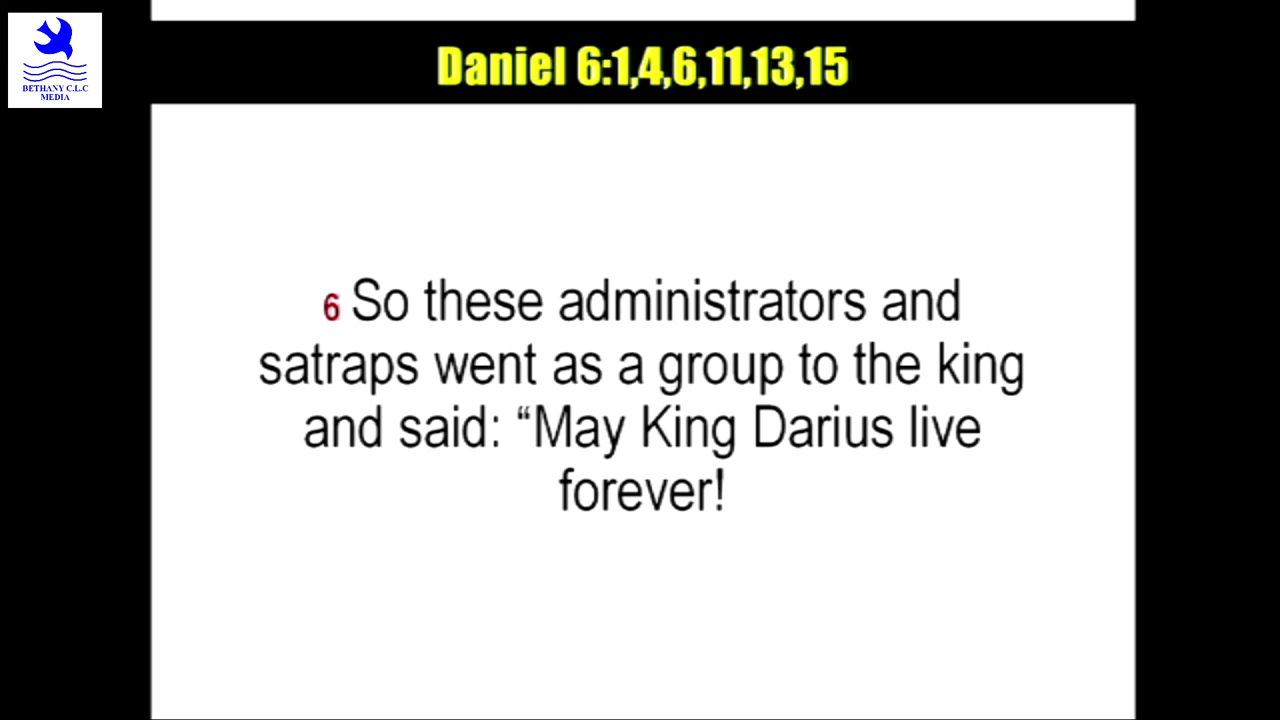 BETHANY C.L.C
MEDIA
Daniel 6:1,4,6,11,13,15
6 So these administrators and
satraps went as a group to the king
and said: “May King Darius live
forever!